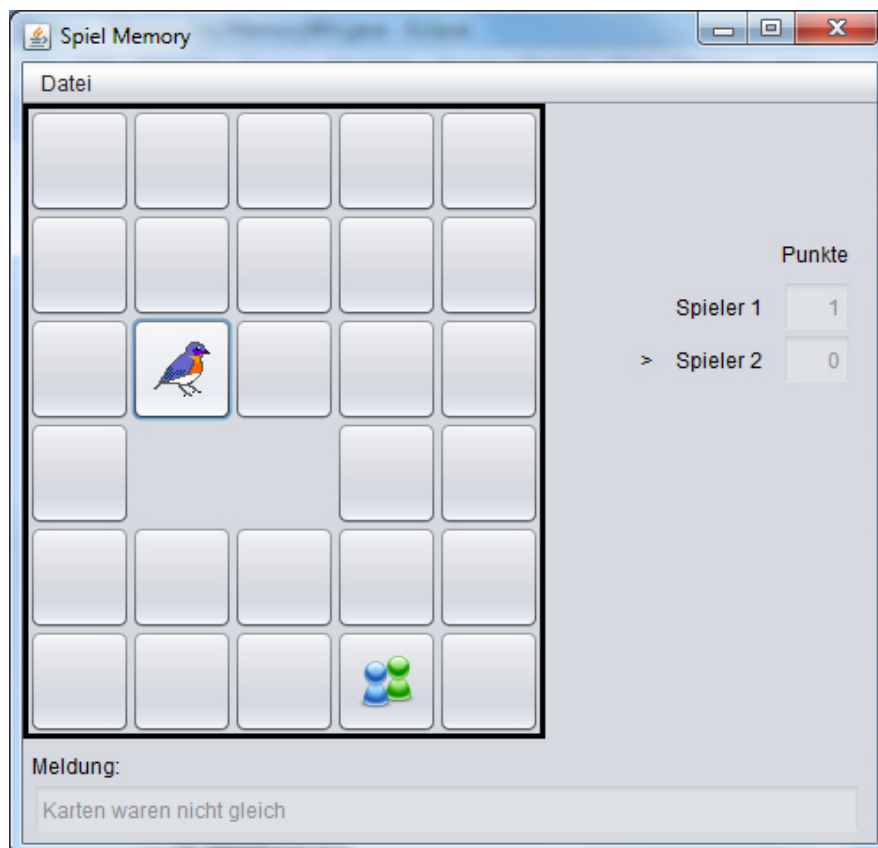 Spiel Memory
Datei
Punkte
Spieler 1 1
> Spieler 2 0
Meldung:
Karten waren nicht gleich